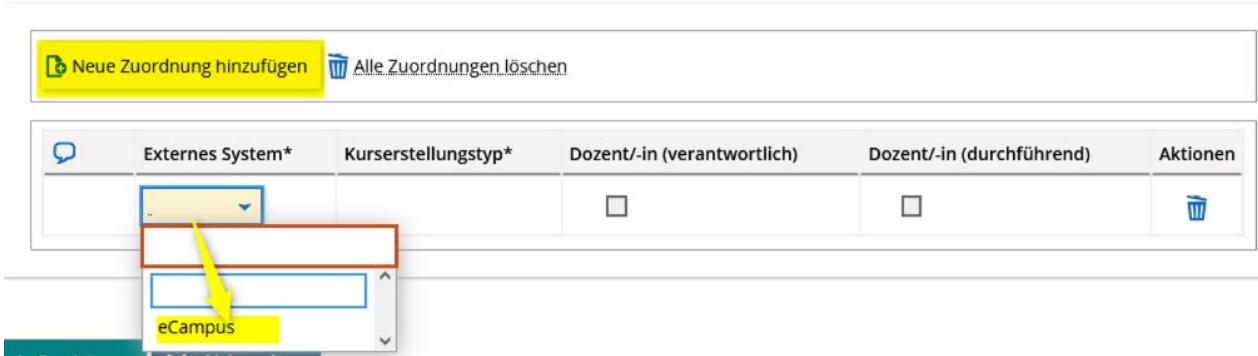 Neue Zuordnung hinzufügen Alle Zuordnungen löschen
Externes System* Kurserstellungstyp* Dozent/-in (verantwortlich) Dozent/-in (durchführend) Aktionen
..
eCampus